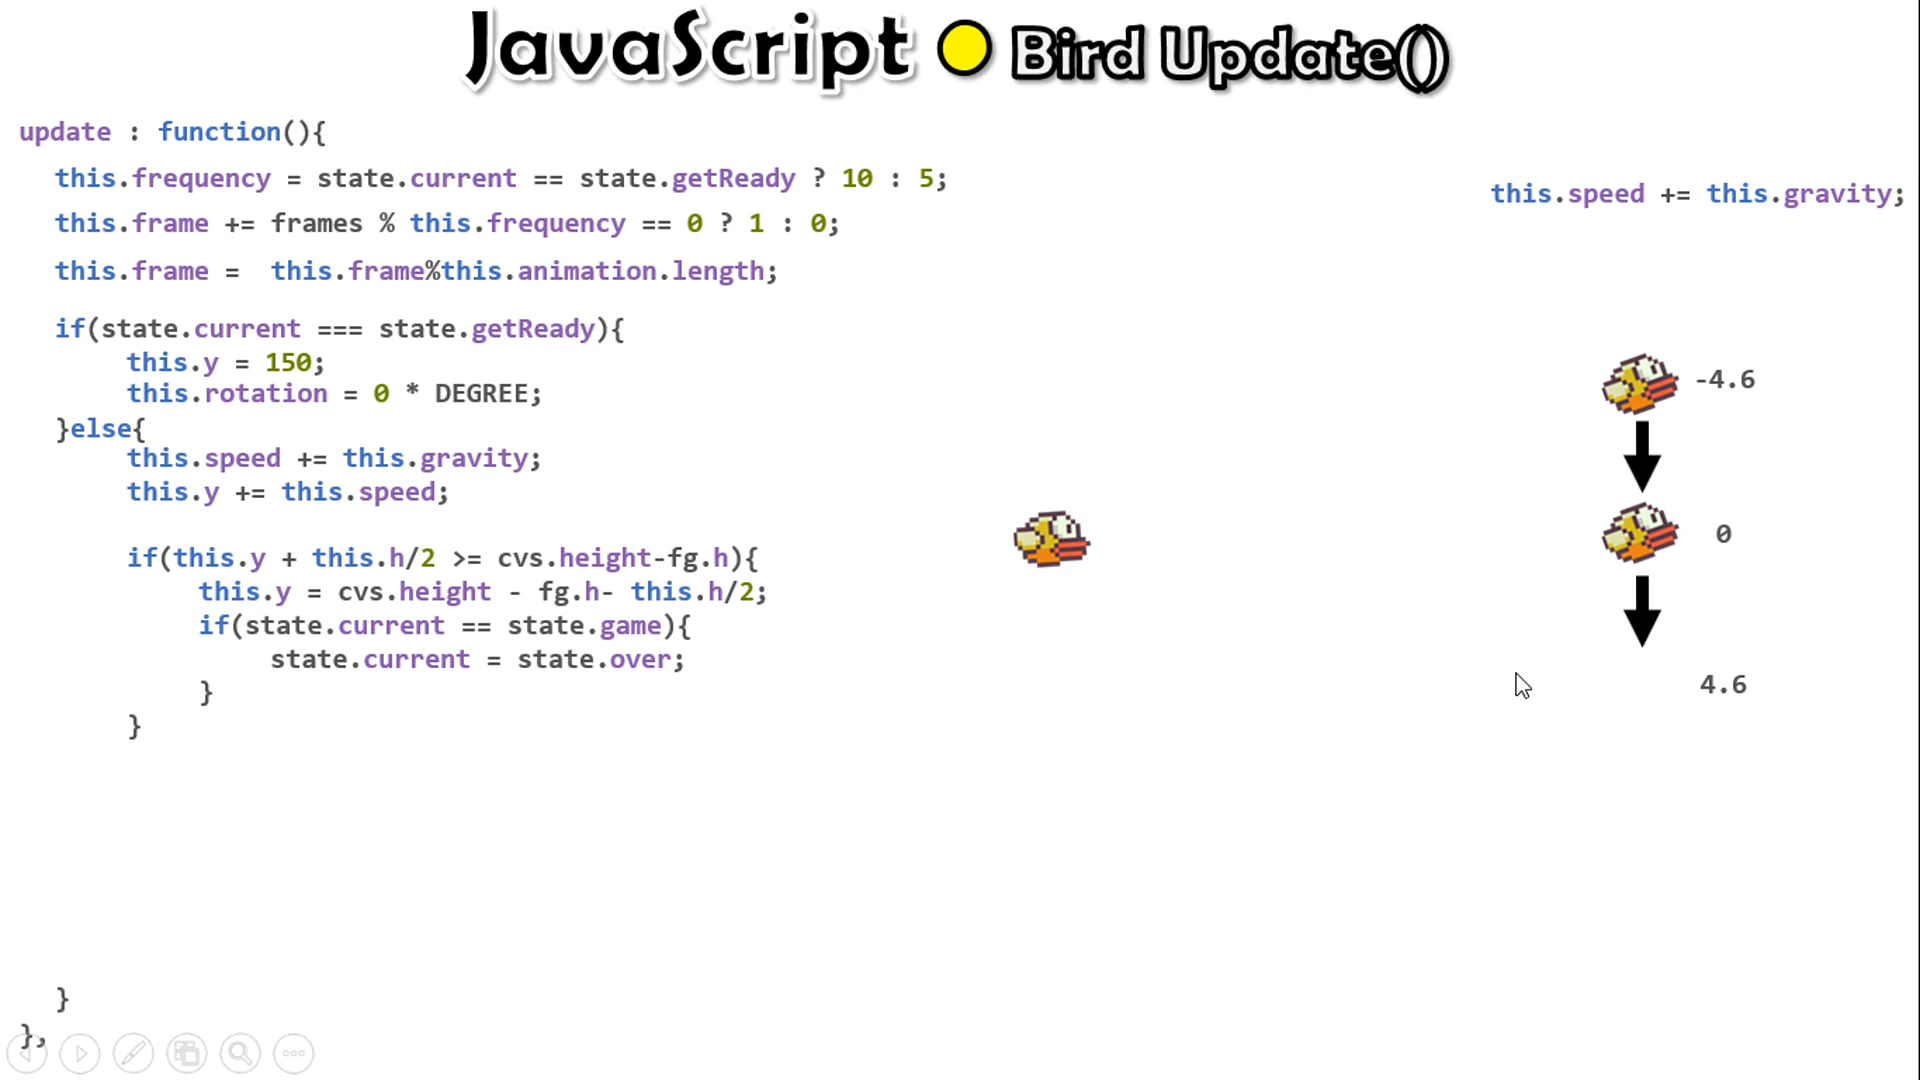 JavaScript Bird Update()
update : function(){
this.frequency = state.current == state.getReady ? 10 : 5;
this.speed += this.gravity;
this.frame += frames % this.frequency == 0 ? 1 : 0;
this.frame =  this.frame%this.animation.length;
if(state.current === state.getReady){
this.y = 150;
this.rotation = 0 * DEGREE;
}else{
this.speed += this.gravity;
this.y += this.speed;
if(this.y + this.h/2 >= cvs.height-fg.h){
this.y = cvs.height - fg.h- this.h/2;
if(state.current == state.game){
state.current = state.over;
}
}
}
},
-4.6
0
4.6